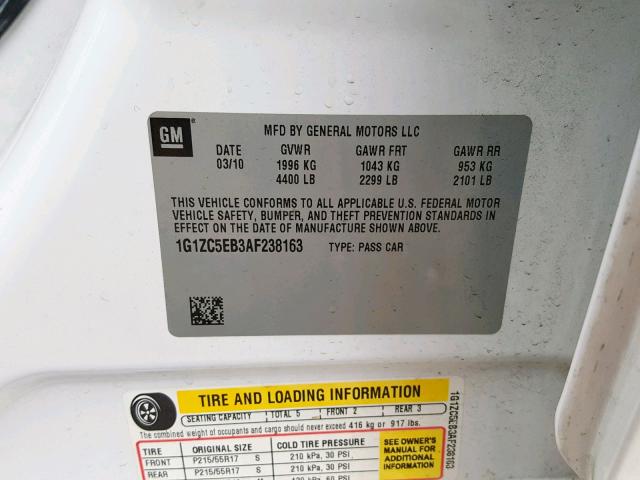 GM
MFD BY GENERAL MOTORS LLC
DATE GVWR GAWR FRT GAWR RR
03/10 1996 KG 1043 KG 953 KG
4400 LB 2299 LB 2101 LB
THIS VEHICLE CONFORMS TO ALL APPLICABLE U.S. FEDERAL MOTOR
VEHICLE SAFETY, BUMPER, AND THEFT PREVENTION STANDARDS
IN EFFECT ON THE DATE OF MANUFACTURE SHOWN ABOVE.
1G1ZC5EB3AF238163 TYPE: PASS CAR
TIRE AND LOADING INFORMATION
SEATING CAPACITY TOTAL 5 FRONT 2 REAR 3
The combined weight of occupants and cargo should never exceed 416 kg or 917 lbs.
TIRE ORIGINAL SIZE COLD TIRE PRESSURE
FRONT P215/55R17 S 210 kPa, 30 PSI
REAR P215/55R17 S 210 kPa, 30 PSI
SEE OWNER'S
MANUAL FOR
ADDITIONAL
INFORMATION
1G1ZC5EB3AF238163